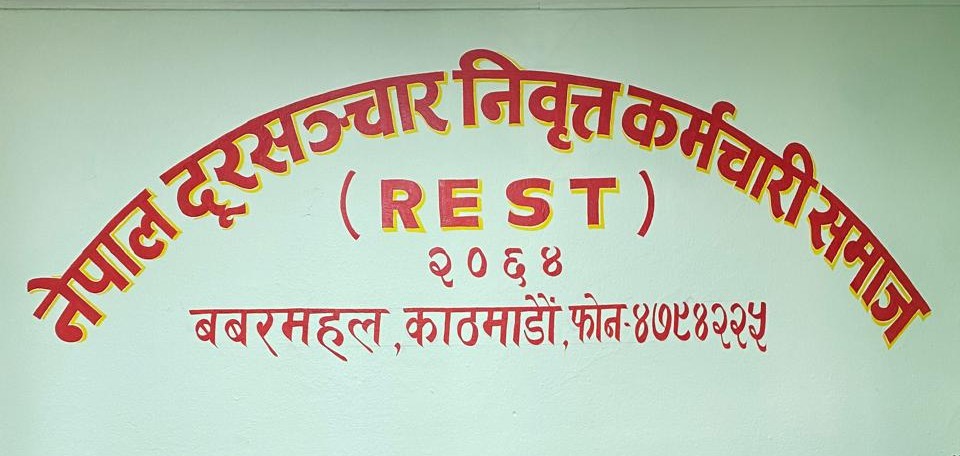 नेपाल दूरसञ्चार निवृत्त कर्मचारी समाज
(REST)
२०६४
बबरमहल, काठमाडौं, फोन-४७९४२२५